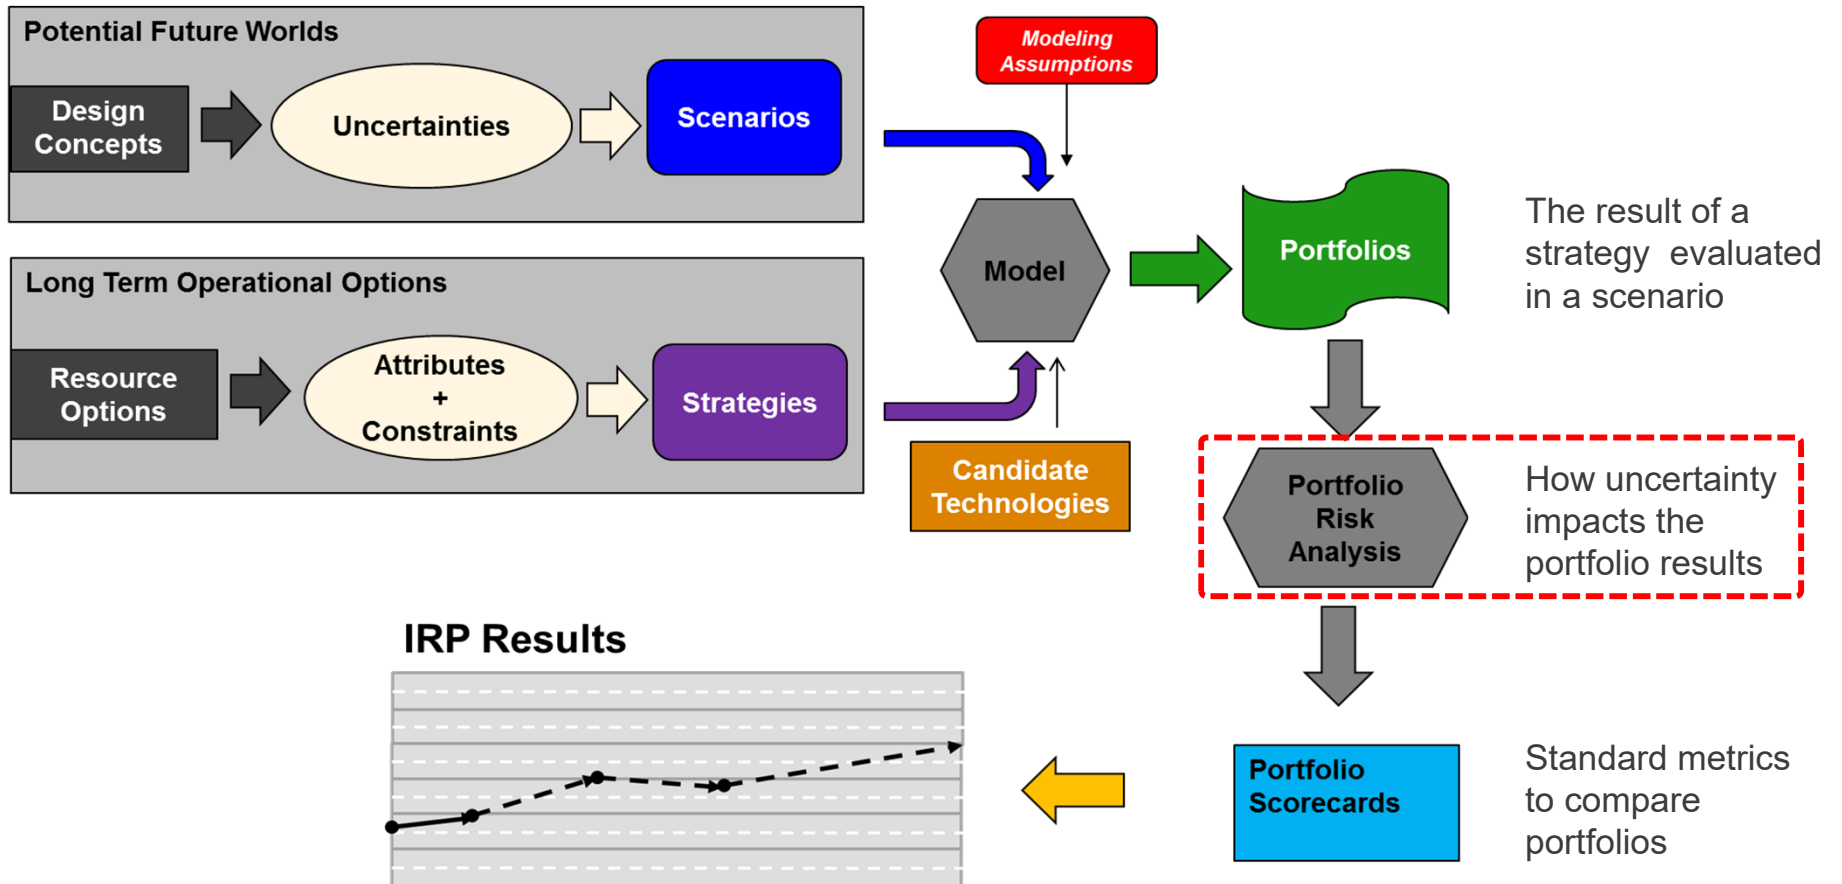 Potential Future Worlds
Design
Concepts
Uncertainties
Scenarios
Modeling
Assumptions
Long Term Operational Options
Resource
Options
Attributes
+
Constraints
Strategies
Model
Candidate
Technologies
Portfolios
The result of a
strategy evaluated
in a scenario
Portfolio
Risk
Analysis
How uncertainty
impacts the
portfolio results
Portfolio
Scorecards
Standard metrics
to compare
portfolios
IRP Results